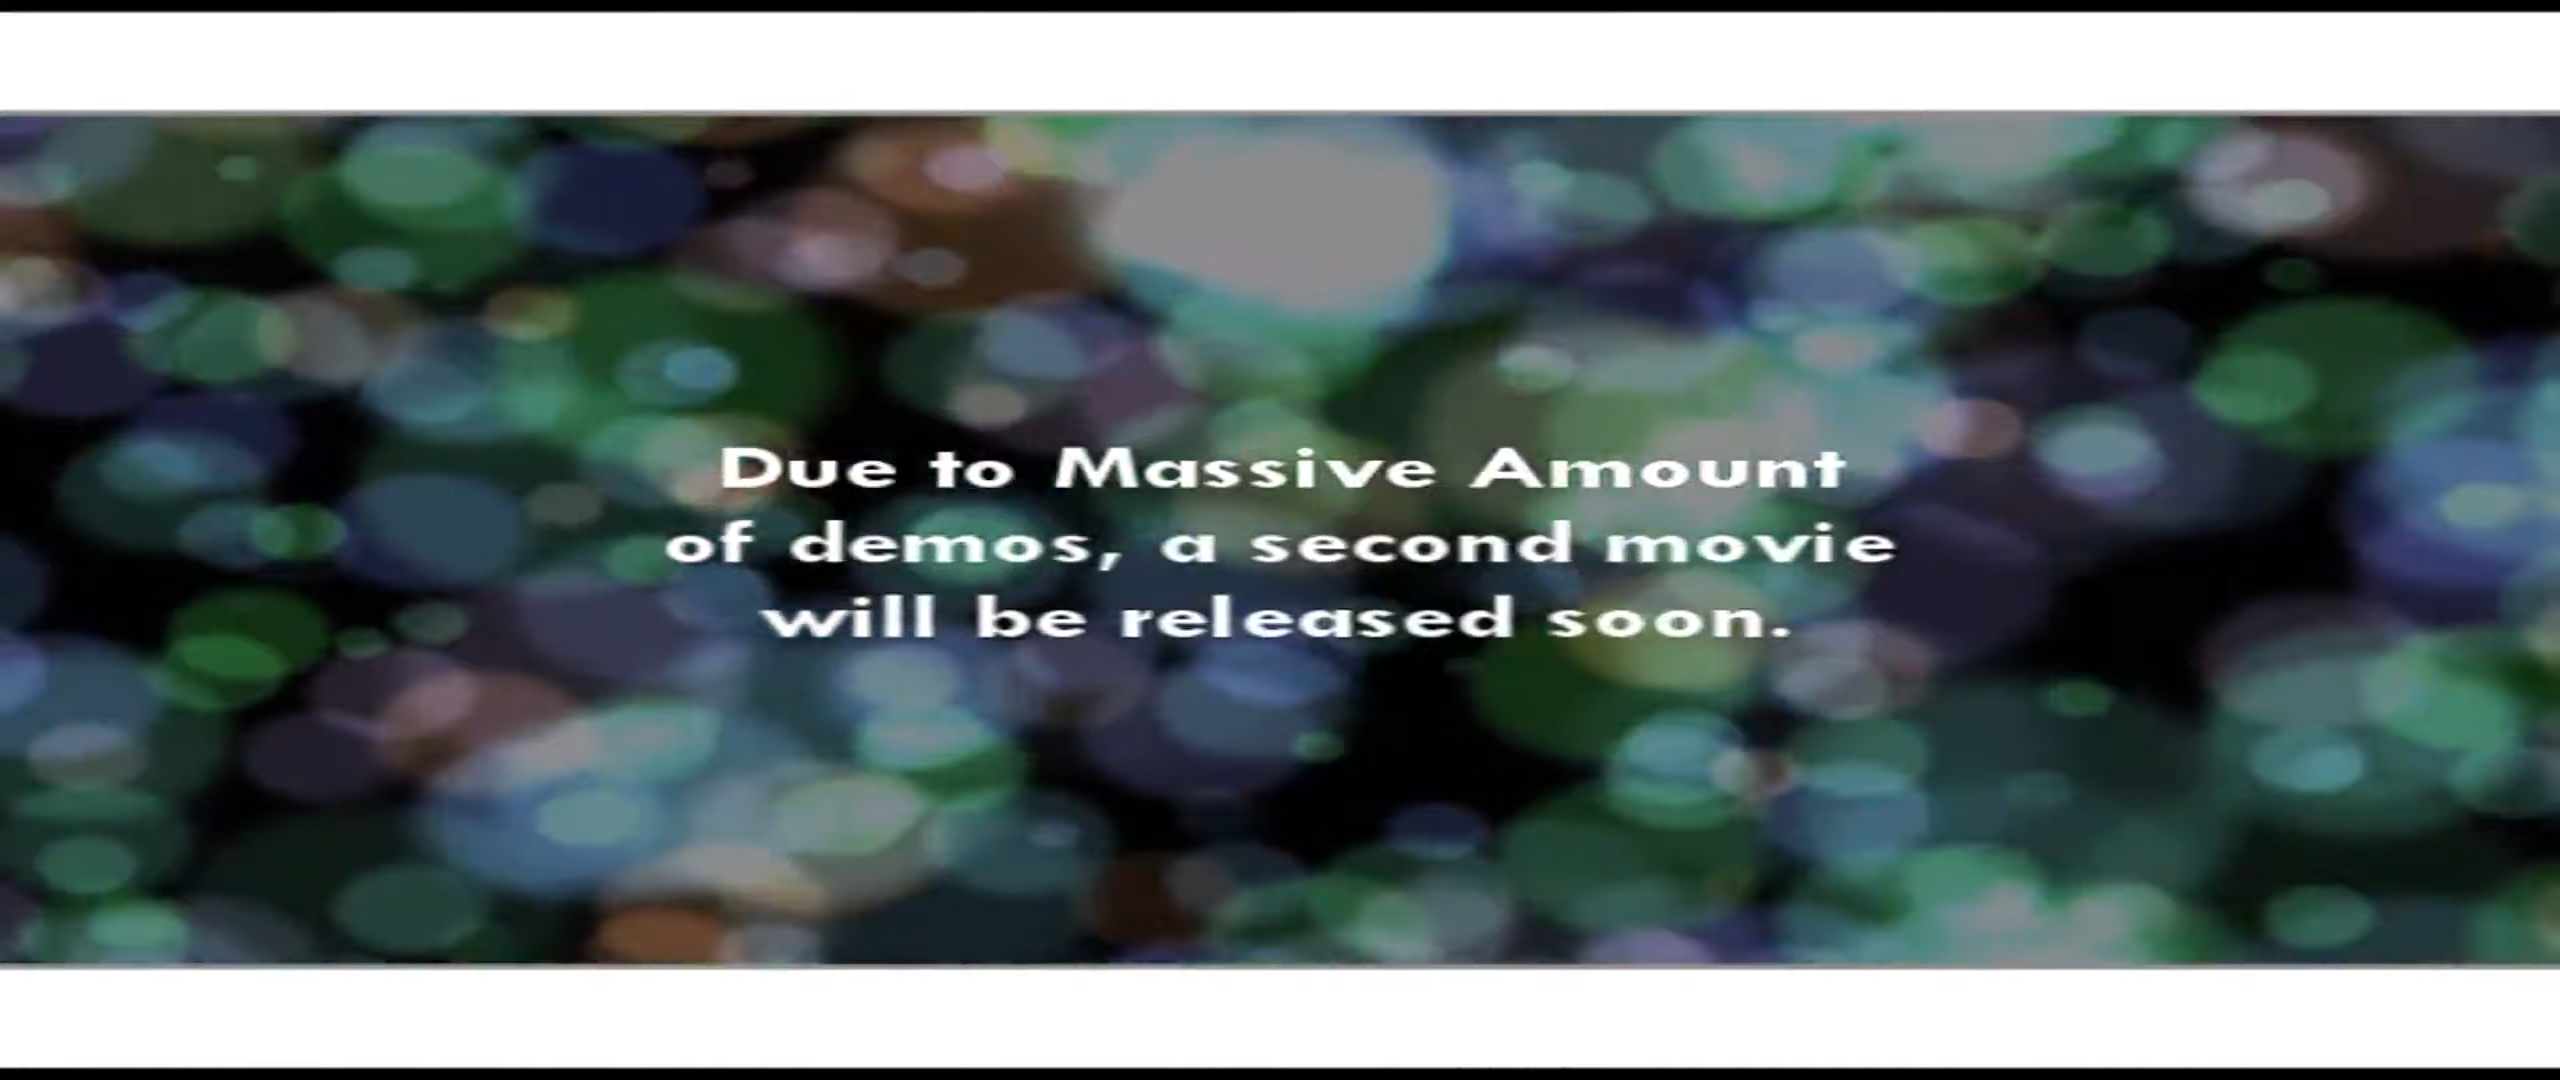 Due to Massive Amount
of demos, a second movie
will be released soon.